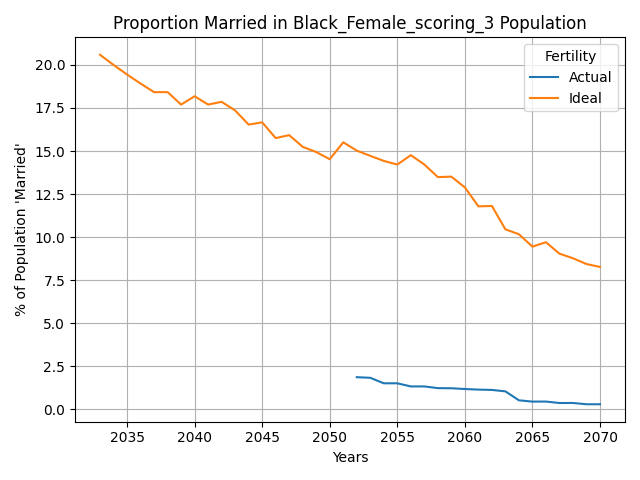 Proportion Married in Black_Female_scoring_3 Population
Fertility
Actual
Ideal
% of Population 'Married'
20.0
17.5
15.0
12.5
10.0
7.5
5.0
2.5
0.0
2035 2040 2045 2050 2055 2060 2065 2070
Years